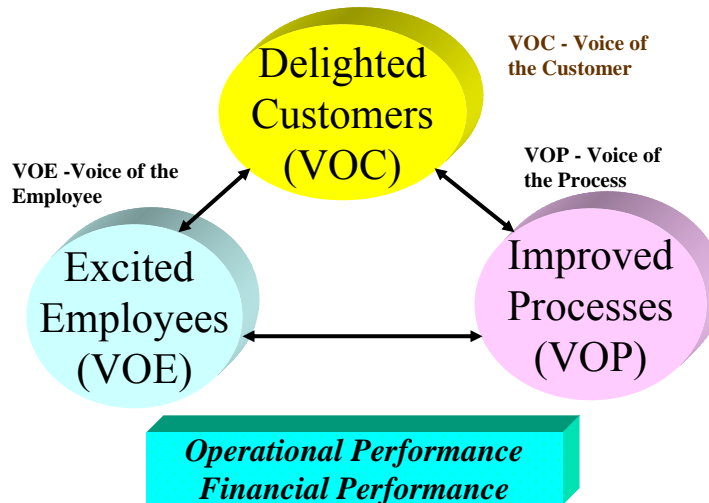 Delighted
Customers
(VOC)
VOC - Voice of
the Customer
VOE -Voice of the
Employee
VOP - Voice of
the Process
Excited
Employees
(VOE)
Improved
Processes
(VOP)
Operational Performance
Financial Performance